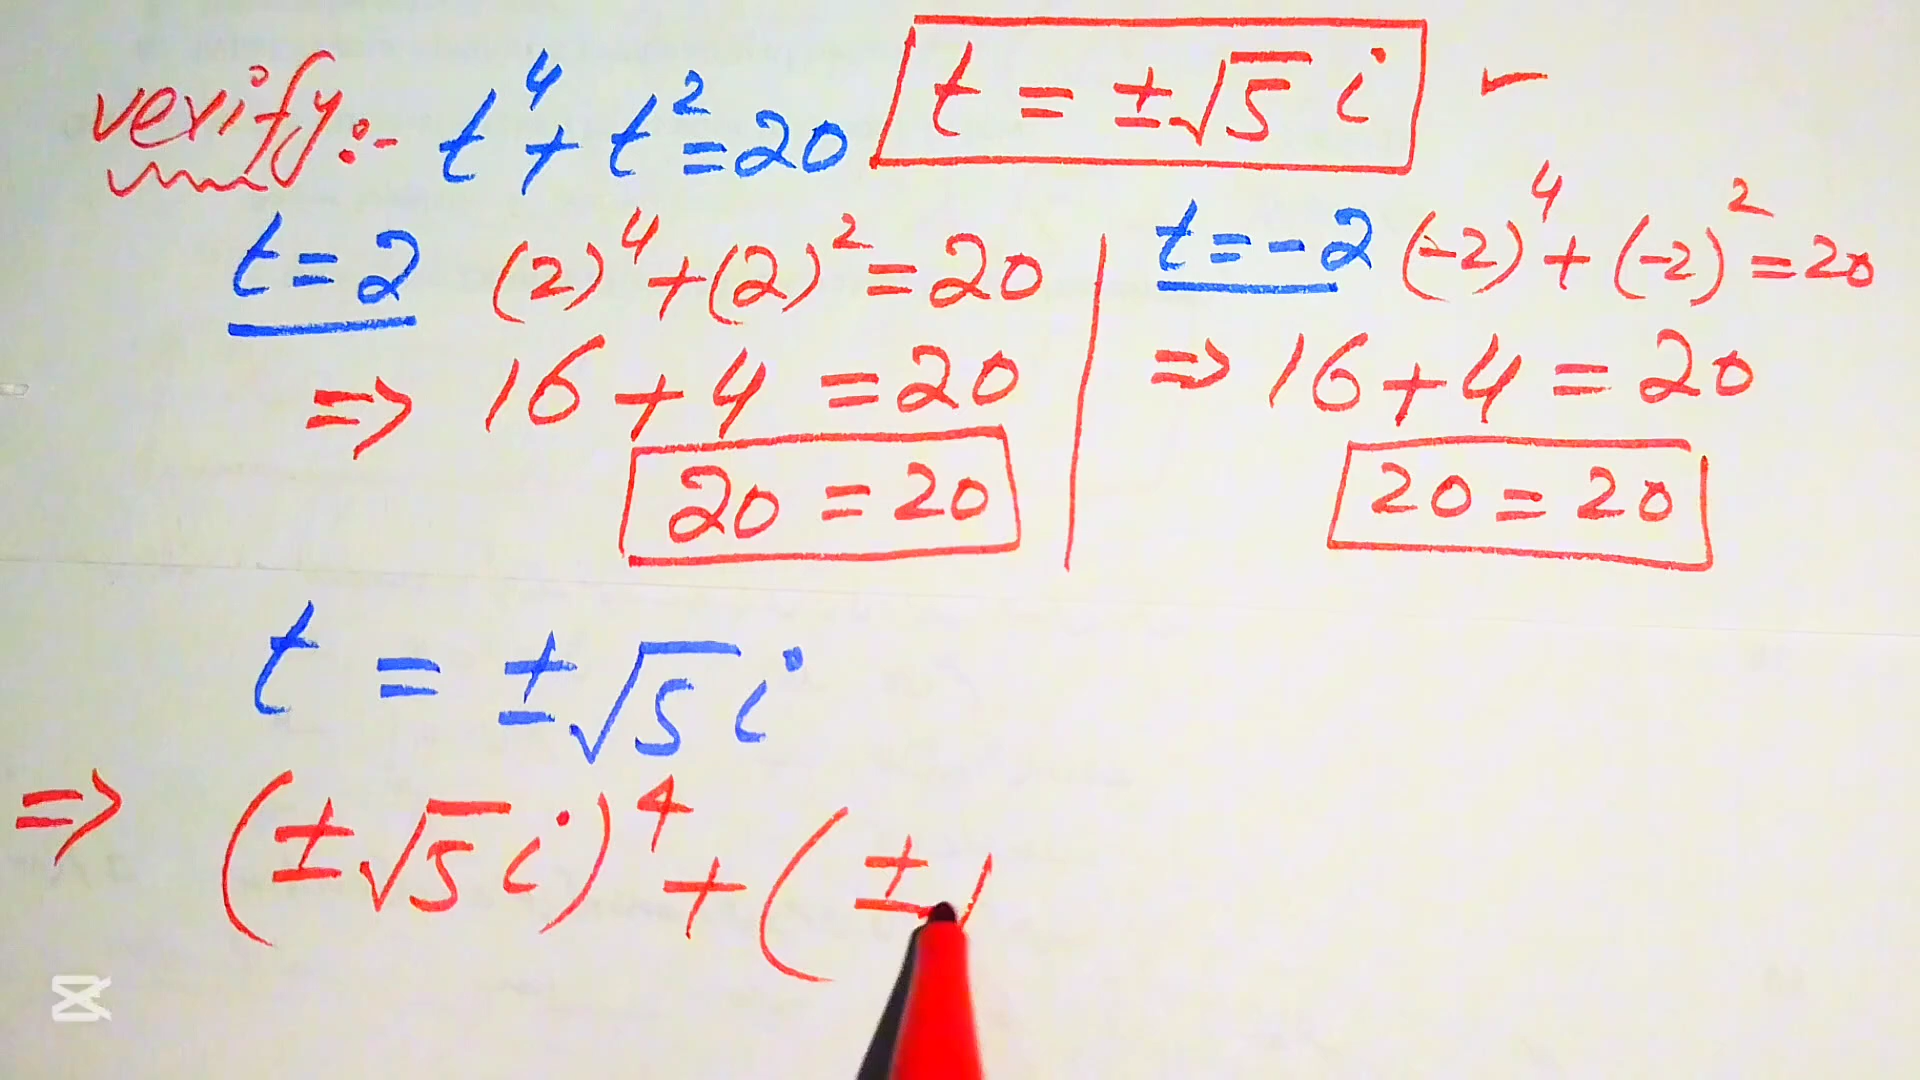 verify:- t⁴ + t² = 20
t = ±√5 i
t = 2 (2)⁴ + (2)² = 20
⇒ 16 + 4 = 20
20 = 20
t = -2 (-2)⁴ + (-2)² = 20
⇒ 16 + 4 = 20
20 = 20
t = ±√5 i
⇒ (±√5 i)⁴ + (±